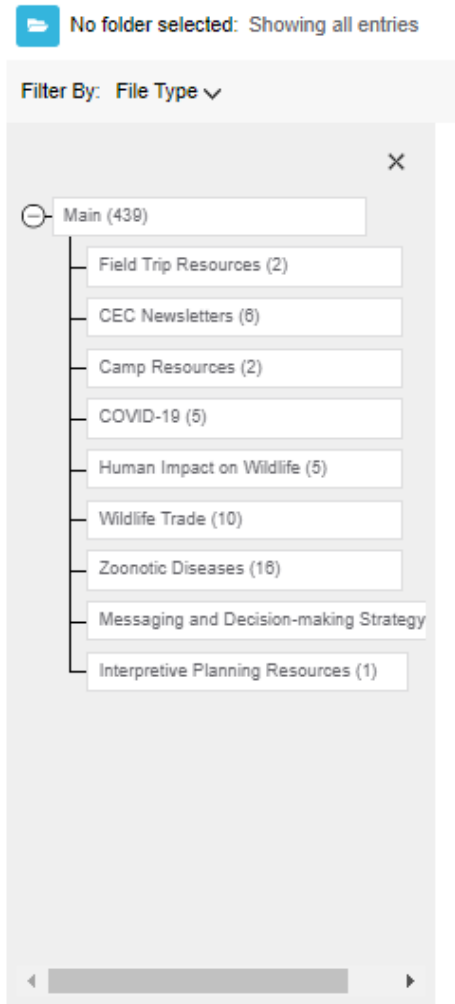 No folder selected: Showing all entries
Filter By: File Type
Main (439)
Field Trip Resources (2)
CEC Newsletters (6)
Camp Resources (2)
COVID-19 (5)
Human Impact on Wildlife (5)
Wildlife Trade (10)
Zoonotic Diseases (16)
Messaging and Decision-making Strategy
Interpretive Planning Resources (1)